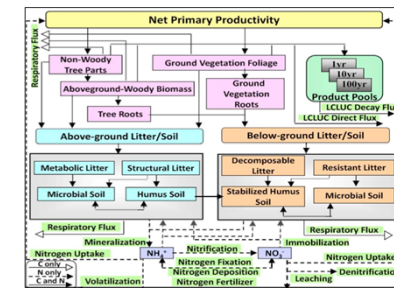 Net Primary Productivity
Respiratory Flux
Non-Woody
Tree Parts
Ground Vegetation Foliage
1yr
10yr
100yr
Aboveground-Woody Biomass
Ground
Vegetation
Roots
Product Pools
Tree Roots
LCLUC Decay Flu
LCLUC Direct Flux
Above-ground Litter/Soil
Below-ground Litter/Soil
Metabolic Litter
Structural Litter
Decomposable
Litter
Resistant Litter
Microbial Soil
Humus Soil
Stabilized Humus
Soil
Microbial Soil
Respiratory Flux
Respiratory Flux
Mineralization
Immobilization
Nitrogen Uptake
NH₄⁺
Nitrification
NO₃⁻
Nitrogen Uptake
Nitrogen Fixation
C only
N only
C and N
Nitrogen Deposition
Nitrogen Fertilizer
Denitrificati
Volatilization
Leaching